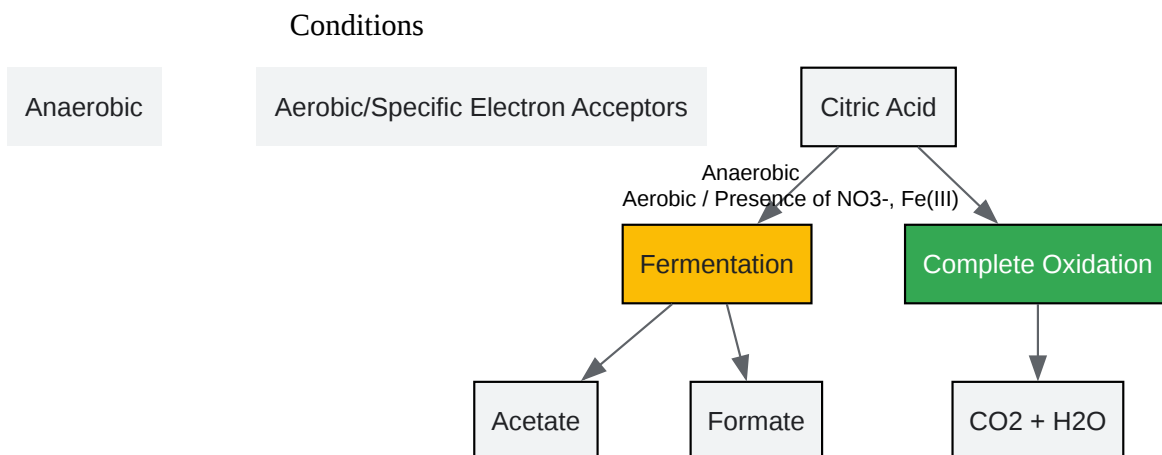 Conditions
Anaerobic
Aerobic/Specific Electron Acceptors
Citric Acid
Anaerobic
Aerobic / Presence of NO3-, Fe(III)
Fermentation
Complete Oxidation
Acetate
Formate
CO2 + H2O